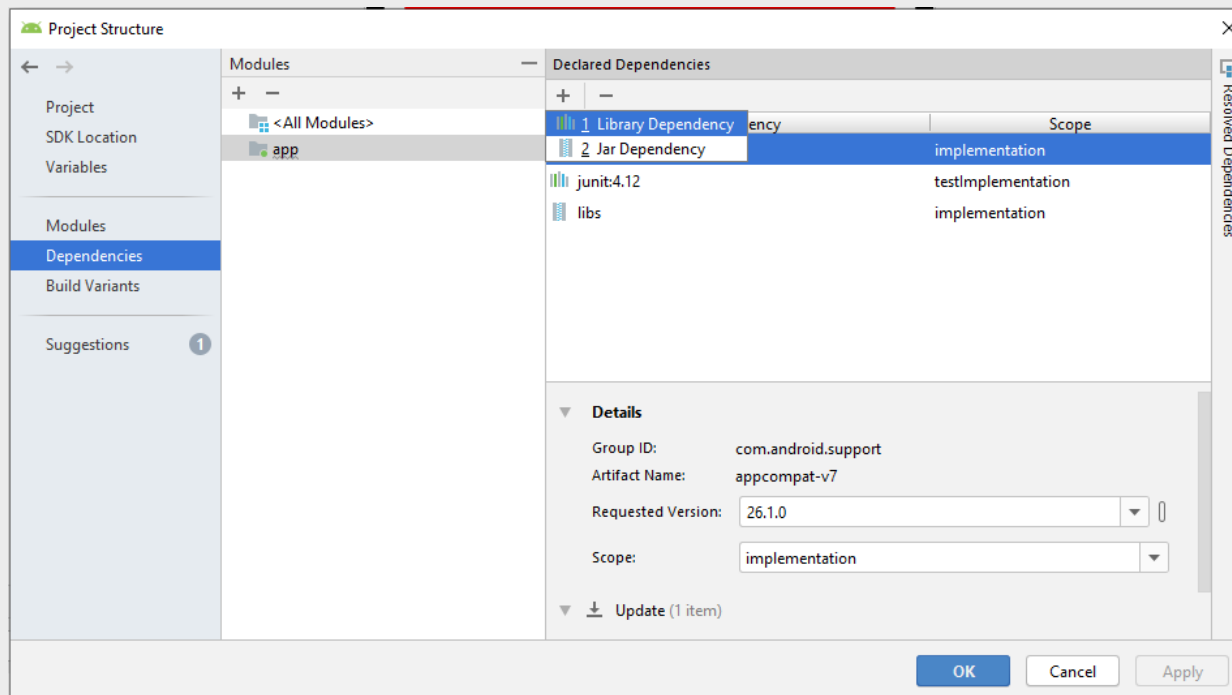 Project Structure
Project
SDK Location
Variables
Modules
Dependencies
Build Variants
Suggestions 1
Modules
<All Modules>
app
Declared Dependencies
1 Library Dependency
2 Jar Dependency
ency Scope
implementation
junit:4.12 testImplementation
libs implementation
Details
Group ID: com.android.support
Artifact Name: appcompat-v7
Requested Version: 26.1.0
Scope: implementation
Update (1 item)
Resolved Dependencies
OK Cancel Apply